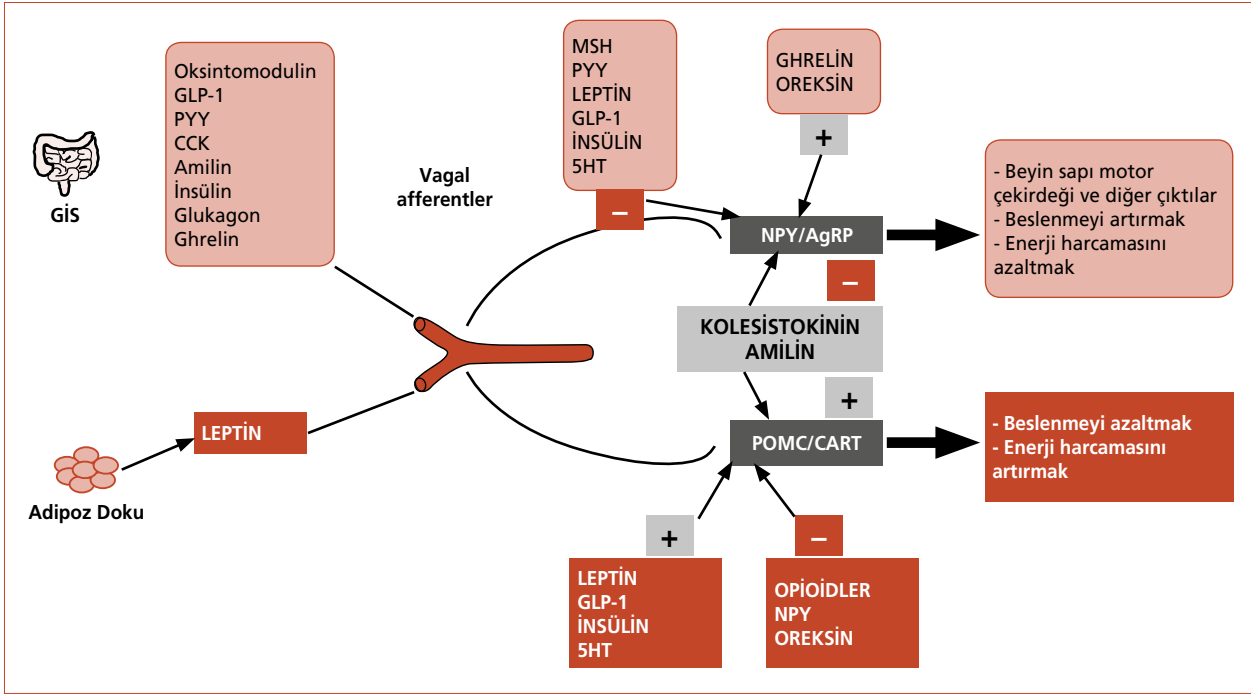 Oksintomodulin
GLP-1
PYY
CCK
Amilin
İnsülin
Glukagon
Ghrelin
GİS
Vagal
afferentler
MSH
PYY
LEPTİN
GLP-1
İNSÜLİN
5HT
–
GHRELİN
OREKSİN
+
NPY/AgRP
–
- Beyin sapı motor
çekirdeği ve diğer çıktılar
- Beslenmeyi artırmak
- Enerji harcamasını
azaltmak
KOLESİSTOKİNİN
AMİLİN
+
LEPTİN
Adipoz Doku
POMC/CART
- Beslenmeyi azaltmak
- Enerji harcamasını
artırmak
+
LEPTİN
GLP-1
İNSÜLİN
5HT
–
OPİOİDLER
NPY
OREKSİN